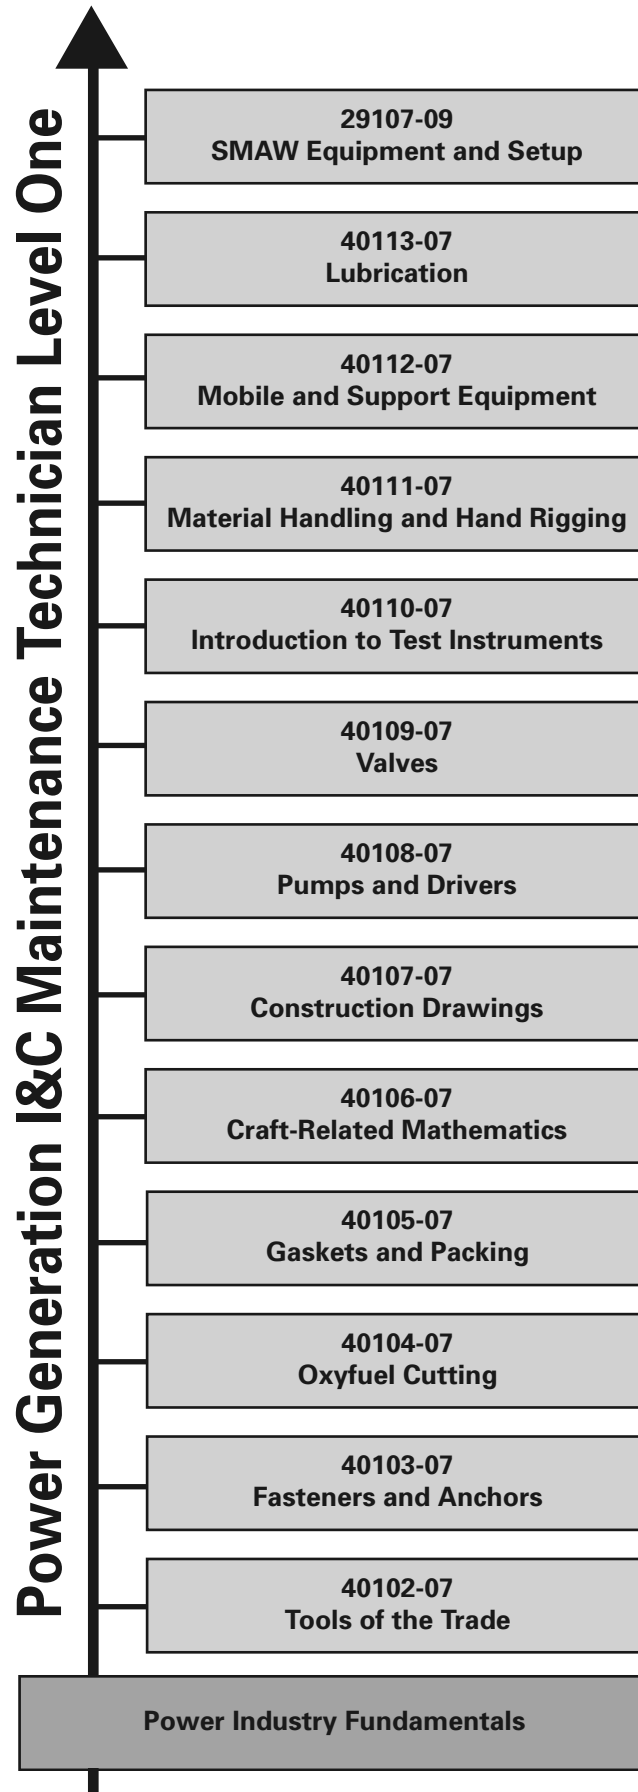 Power Generation I&C Maintenance Technician Level One
29107-09
SMAW Equipment and Setup
40113-07
Lubrication
40112-07
Mobile and Support Equipment
40111-07
Material Handling and Hand Rigging
40110-07
Introduction to Test Instruments
40109-07
Valves
40108-07
Pumps and Drivers
40107-07
Construction Drawings
40106-07
Craft-Related Mathematics
40105-07
Gaskets and Packing
40104-07
Oxyfuel Cutting
40103-07
Fasteners and Anchors
40102-07
Tools of the Trade
Power Industry Fundamentals